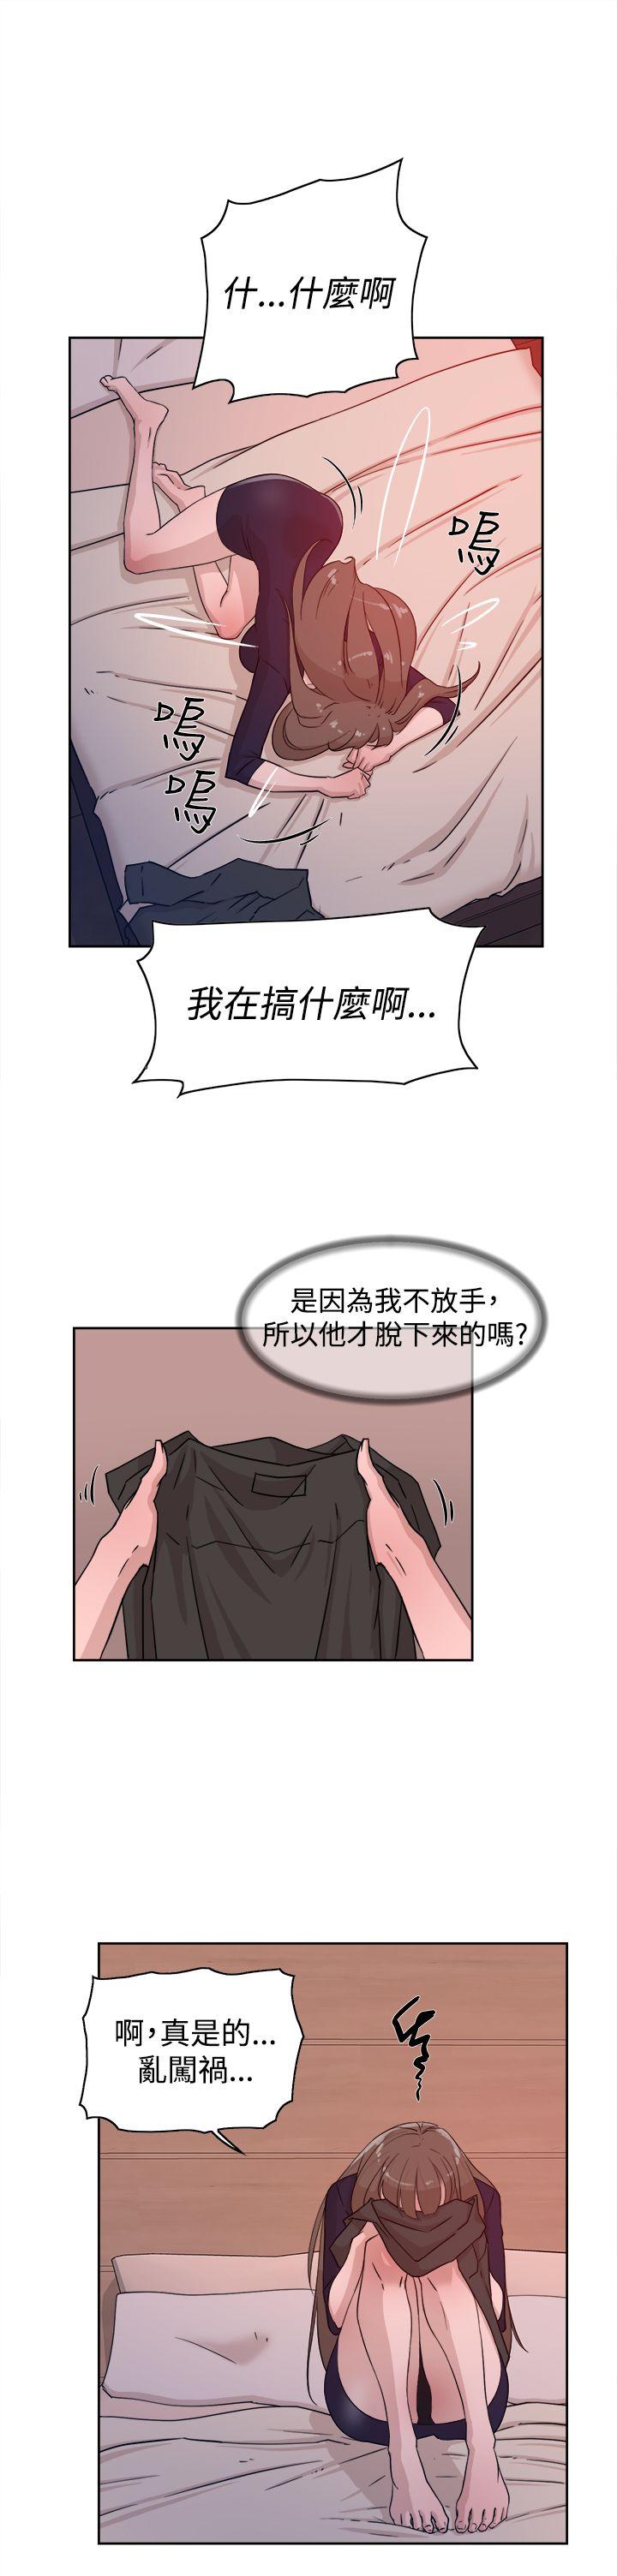 什…什麼啊
嗚
嗚
嗚
我在搞什麼啊…
是因為我不放手，
所以他才脫下來的嗎?
啊，真是的…
亂闖禍…